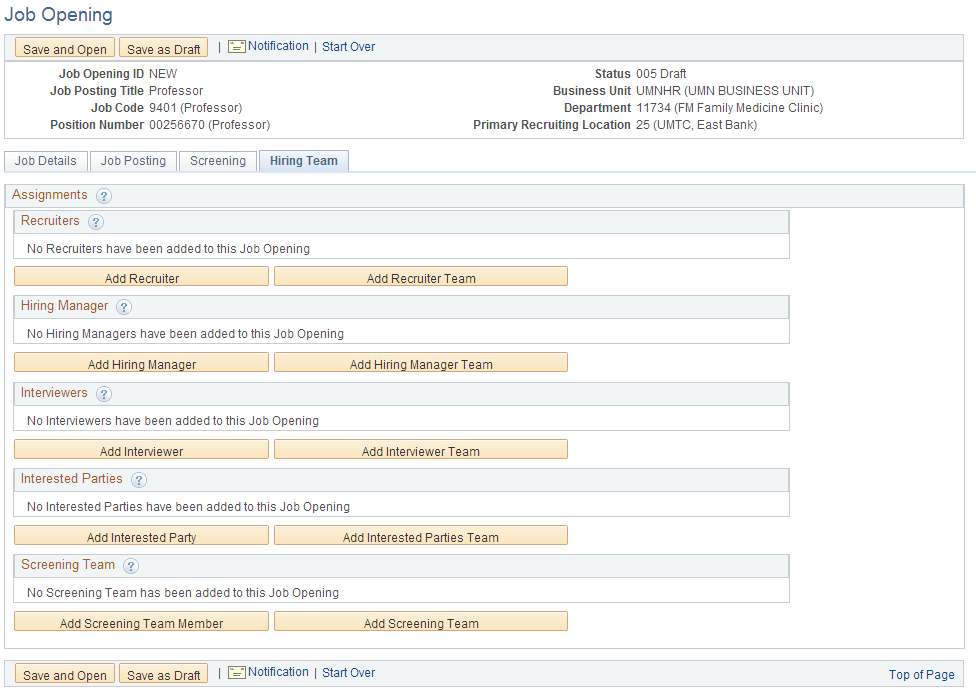 Job Opening
Save and Open Save as Draft | Notification | Start Over
Job Opening ID NEW Status 005 Draft
Job Posting Title Professor Business Unit UMNHR (UMN BUSINESS UNIT)
Job Code 9401 (Professor) Department 11734 (FM Family Medicine Clinic)
Position Number 00256670 (Professor) Primary Recruiting Location 25 (UMTC, East Bank)
Job Details Job Posting Screening Hiring Team
Assignments ?
Recruiters ?
No Recruiters have been added to this Job Opening
Add Recruiter Add Recruiter Team
Hiring Manager ?
No Hiring Managers have been added to this Job Opening
Add Hiring Manager Add Hiring Manager Team
Interviewers ?
No Interviewers have been added to this Job Opening
Add Interviewer Add Interviewer Team
Interested Parties ?
No Interested Parties have been added to this Job Opening
Add Interested Party Add Interested Parties Team
Screening Team ?
No Screening Team has been added to this Job Opening
Add Screening Team Member Add Screening Team
Save and Open Save as Draft | Notification | Start Over Top of Page